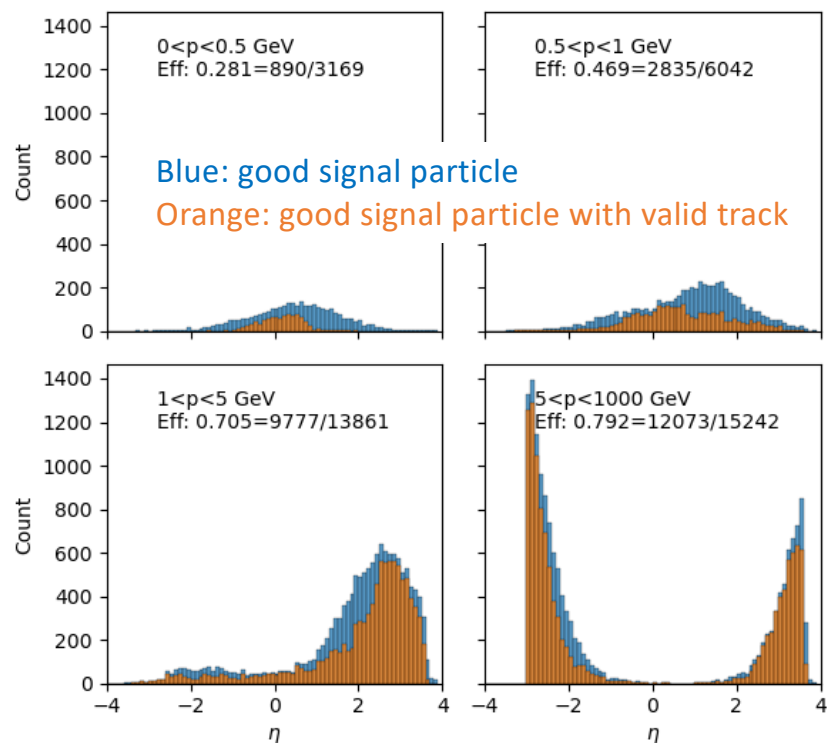 0<p<0.5 GeV
Eff: 0.281=890/3169
0.5<p<1 GeV
Eff: 0.469=2835/6042
Blue: good signal particle
Orange: good signal particle with valid track
Count
1400
1200
1000
800
600
400
200
0
1<p<5 GeV
Eff: 0.705=9777/13861
5<p<1000 GeV
Eff: 0.792=12073/15242
Count
1400
1200
1000
800
600
400
200
0
−4 −2 0 2 4
−4 −2 0 2 4
η
η